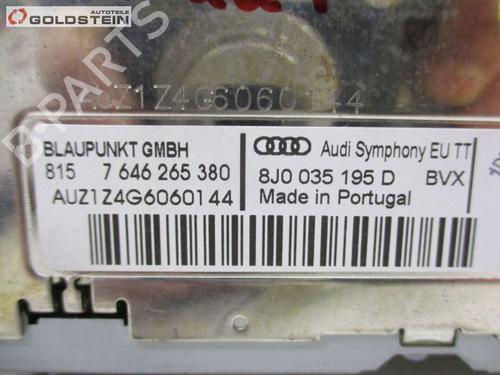 GOLDSTEIN
B-PARTS
AUZ1Z4G6060144
BLAUPUNKT GMBH
815 7 646 265 380
AUZ1Z4G6060144
Audi Symphony EU TT
8J0 035 195 D BVX
Made in Portugal